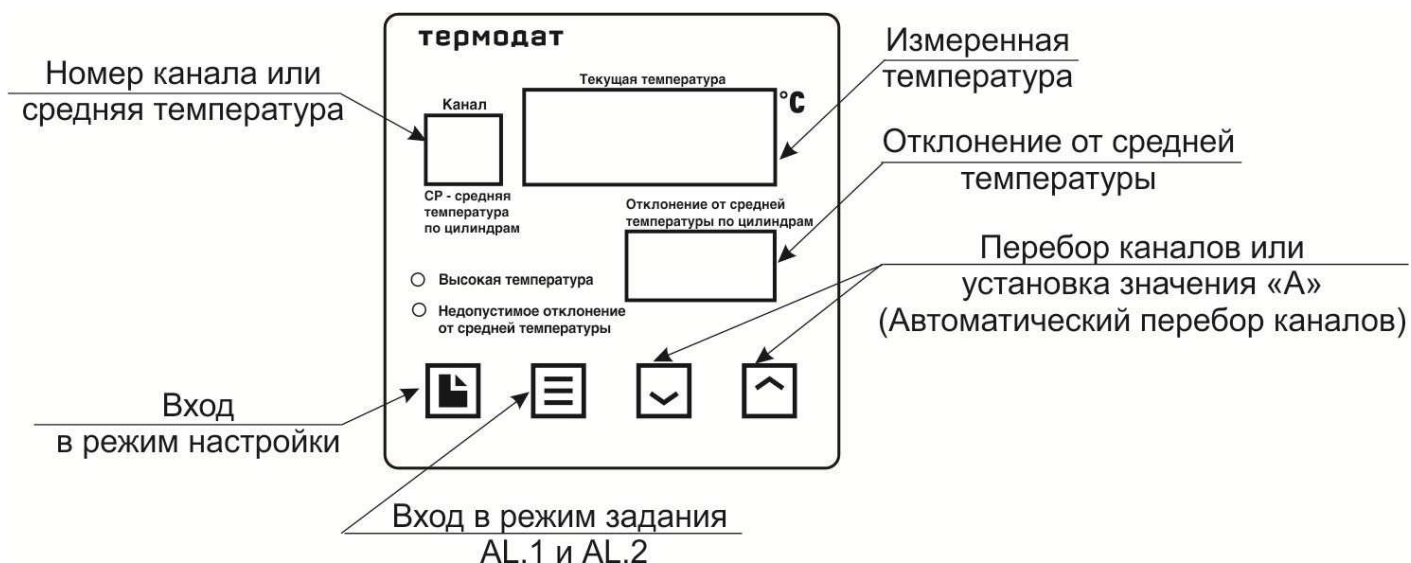 термодат
Номер канала или
средняя температура
Канал
Текущая температура
°C
Измеренная
температура
СР - средняя
температура
по цилиндрам
Отклонение от средней
температуры по цилиндрам
Отклонение от средней
температуры
Высокая температура
Недопустимое отклонение
от средней температуры
Перебор каналов или
установка значения «А»
(Автоматический перебор каналов)
Вход
в режим настройки
Вход в режим задания
AL.1 и AL.2